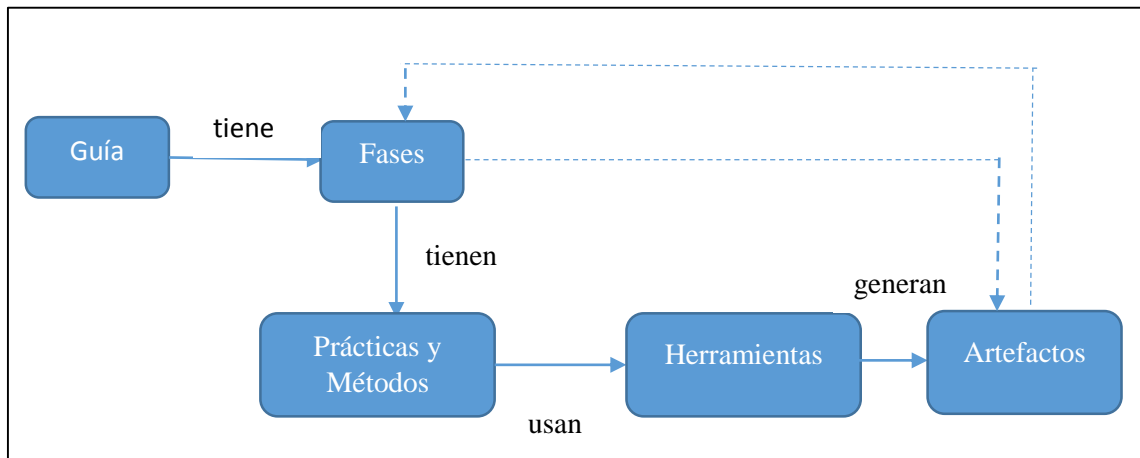 tiene
Guía
Fases
tienen
generan
Prácticas y
Métodos
Herramientas
Artefactos
usan